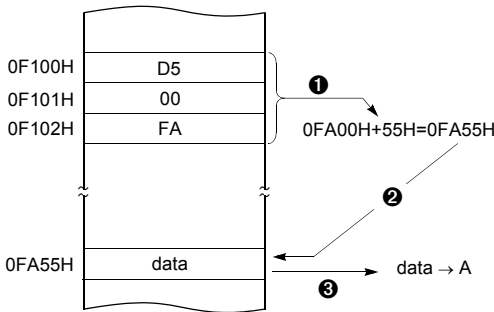 0F100H D5
0F101H 00 ❶
0F102H FA 0FA00H+55H=0FA55H
❷
0FA55H data data → A
❸